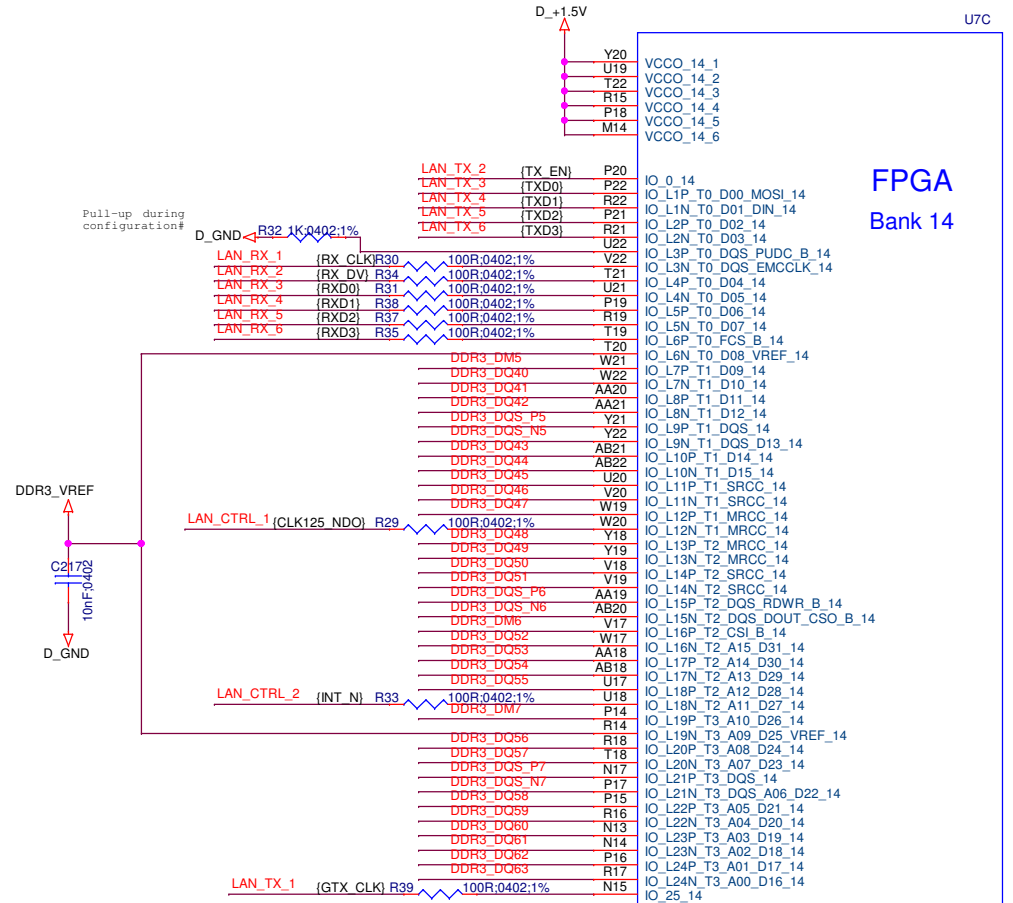 D_+1.5V
U7C
Y20 VCCO_14_1
U19 VCCO_14_2
T22 VCCO_14_3
R15 VCCO_14_4
P18 VCCO_14_5
M14 VCCO_14_6
FPGA
Bank 14
LAN_TX_2 {TX_EN} P20 IO_0_14
LAN_TX_3 {TXD0} P22 IO_L1P_T0_D00_MOSI_14
LAN_TX_4 {TXD1} R22 IO_L1N_T0_D01_DIN_14
LAN_TX_5 {TXD2} P21 IO_L2P_T0_D02_14
LAN_TX_6 {TXD3} R21 IO_L2N_T0_D03_14
Pull-up during
configuration#
D_GND R32 1K;0402;1% U22 IO_L3P_T0_DQS_PUDC_B_14
LAN_RX_1 {RX_CLK} R30 100R;0402;1% V22 IO_L3N_T0_DQS_EMCCLK_14
LAN_RX_2 {RX_DV} R34 100R;0402;1% T21 IO_L4P_T0_D04_14
LAN_RX_3 {RXD0} R31 100R;0402;1% U21 IO_L4N_T0_D05_14
LAN_RX_4 {RXD1} R38 100R;0402;1% P19 IO_L5P_T0_D06_14
LAN_RX_5 {RXD2} R37 100R;0402;1% R19 IO_L5N_T0_D07_14
LAN_RX_6 {RXD3} R35 100R;0402;1% T19 IO_L6P_T0_FCS_B_14
T20 IO_L6N_T0_D08_VREF_14
DDR3_DM5 W21 IO_L7P_T1_D09_14
DDR3_DQ40 W22 IO_L7N_T1_D10_14
DDR3_DQ41 AA20 IO_L8P_T1_D11_14
DDR3_DQ42 AA21 IO_L8N_T1_D12_14
DDR3_DQS_P5 Y21 IO_L9P_T1_DQS_14
DDR3_DQS_N5 Y22 IO_L9N_T1_DQS_D13_14
DDR3_DQ43 AB21 IO_L10P_T1_D14_14
DDR3_DQ44 AB22 IO_L10N_T1_D15_14
DDR3_DQ45 U20 IO_L11P_T1_SRCC_14
DDR3_DQ46 V20 IO_L11N_T1_SRCC_14
DDR3_DQ47 W19 IO_L12P_T1_MRCC_14
LAN_CTRL_1 {CLK125_NDO} R29 100R;0402;1% W20 IO_L12N_T1_MRCC_14
DDR3_DQ48 Y18 IO_L13P_T2_MRCC_14
DDR3_DQ49 Y19 IO_L13N_T2_MRCC_14
DDR3_DQ50 V18 IO_L14P_T2_SRCC_14
DDR3_DQ51 V19 IO_L14N_T2_SRCC_14
DDR3_DQS_P6 AA19 IO_L15P_T2_DQS_RDWR_B_14
DDR3_DQS_N6 AB20 IO_L15N_T2_DQS_DOUT_CSO_B_14
DDR3_DM6 V17 IO_L16P_T2_CSI_B_14
DDR3_DQ52 W17 IO_L16N_T2_A15_D31_14
DDR3_DQ53 AA18 IO_L17P_T2_A14_D30_14
DDR3_DQ54 AB18 IO_L17N_T2_A13_D29_14
DDR3_DQ55 U17 IO_L18P_T2_A12_D28_14
LAN_CTRL_2 {INT_N} R33 100R;0402;1% U18 IO_L18N_T2_A11_D27_14
DDR3_DM7 P14 IO_L19P_T3_A10_D26_14
R14 IO_L19N_T3_A09_D25_VREF_14
DDR3_DQ56 R18 IO_L20P_T3_A08_D24_14
DDR3_DQ57 T18 IO_L20N_T3_A07_D23_14
DDR3_DQS_P7 N17 IO_L21P_T3_DQS_14
DDR3_DQS_N7 P17 IO_L21N_T3_DQS_A06_D22_14
DDR3_DQ58 P15 IO_L22P_T3_A05_D21_14
DDR3_DQ59 R16 IO_L22N_T3_A04_D20_14
DDR3_DQ60 N13 IO_L23P_T3_A03_D19_14
DDR3_DQ61 N14 IO_L23N_T3_A02_D18_14
DDR3_DQ62 P16 IO_L24P_T3_A01_D17_14
DDR3_DQ63 R17 IO_L24N_T3_A00_D16_14
LAN_TX_1 {GTX_CLK} R39 100R;0402;1% N15 IO_25_14
DDR3_VREF
C217
10nF;0402
D_GND